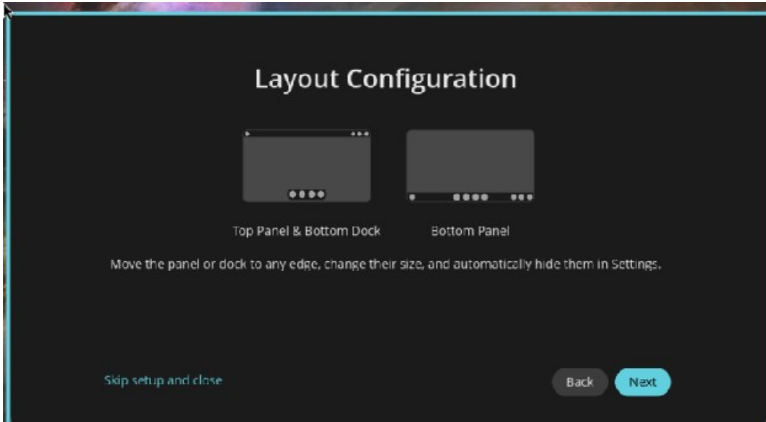 Layout Configuration
Top Panel & Bottom Dock
Bottom Panel
Move the panel or dock to any edge, change their size, and automatically hide them in Settings.
Skip setup and close
Back
Next